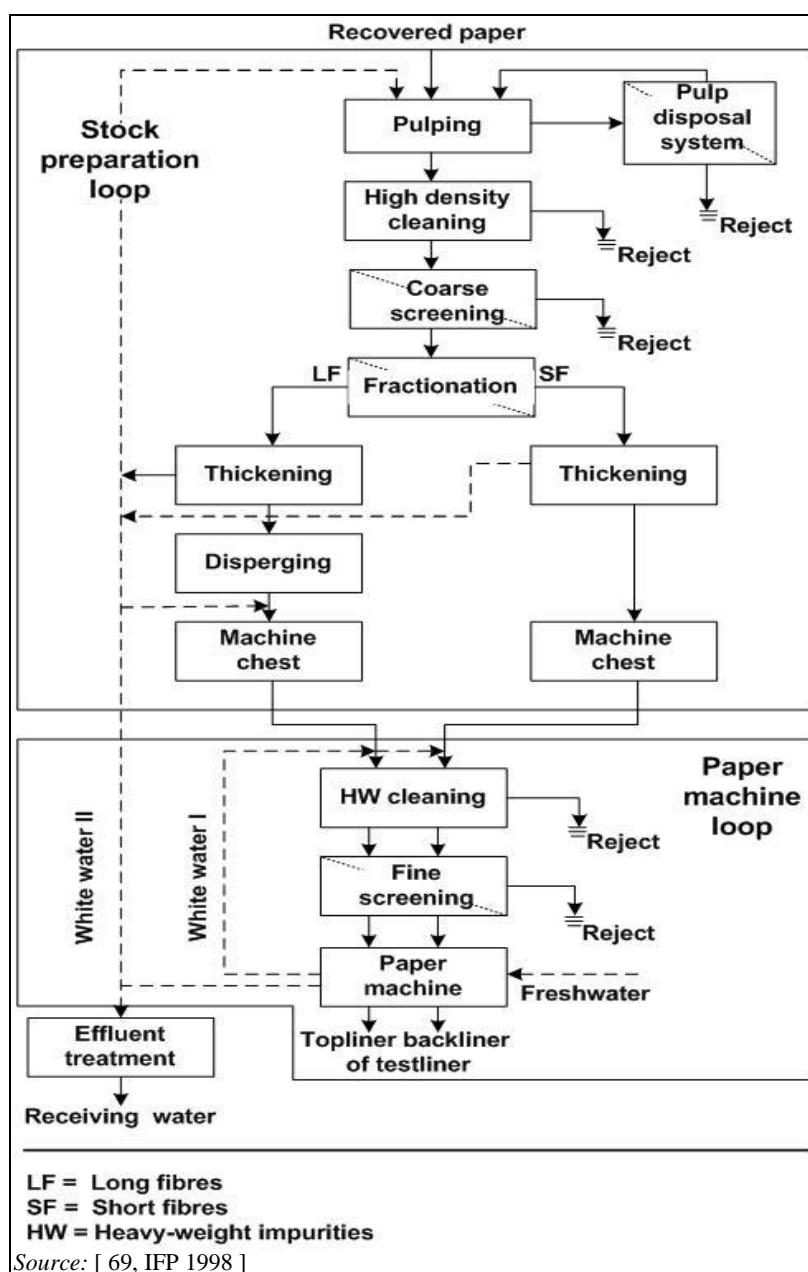 Recovered paper
Stock
preparation
loop
Pulping
Pulp
disposal
system
Reject
High density
cleaning
Reject
Coarse
screening
Reject
LF
Fractionation
SF
Thickening
Thickening
Disperging
Machine
chest
Machine
chest
White water II
White water I
HW cleaning
Reject
Paper
machine
loop
Fine
screening
Reject
Paper
machine
Freshwater
Topliner backliner
of testliner
Effluent
treatment
Receiving water
LF = Long fibres
SF = Short fibres
HW = Heavy-weight impurities
Source: [ 69, IFP 1998 ]